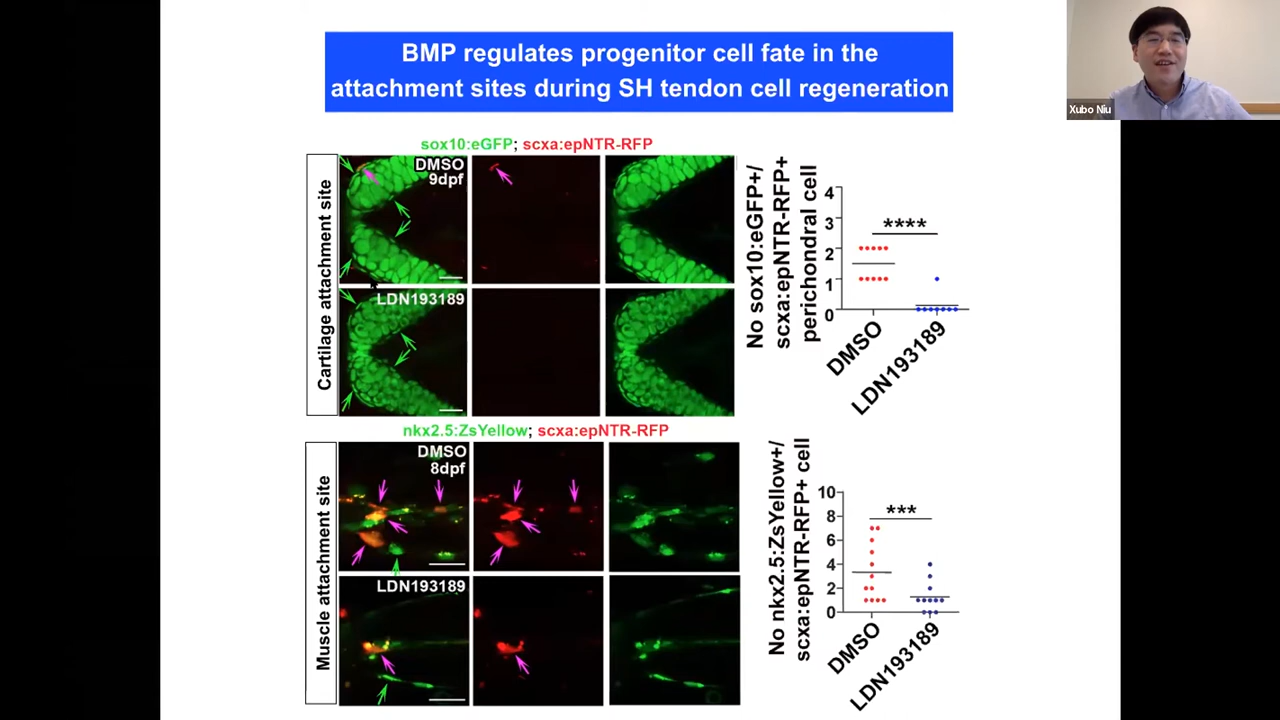 BMP regulates progenitor cell fate in the
attachment sites during SH tendon cell regeneration
Xubo Niu
sox10:eGFP; scxa:epNTR-RFP
Cartilage attachment site
DMSO
9dpf
LDN193189
No sox10:eGFP+/
scxa:epNTR-RFP+
perichondral cell
4
3
2
1
0
****
DMSO
LDN193189
nkx2.5:ZsYellow; scxa:epNTR-RFP
Muscle attachment site
DMSO
8dpf
LDN193189
No nkx2.5:ZsYellow+/
scxa:epNTR-RFP+ cell
10
8
6
4
2
0
***
DMSO
LDN193189